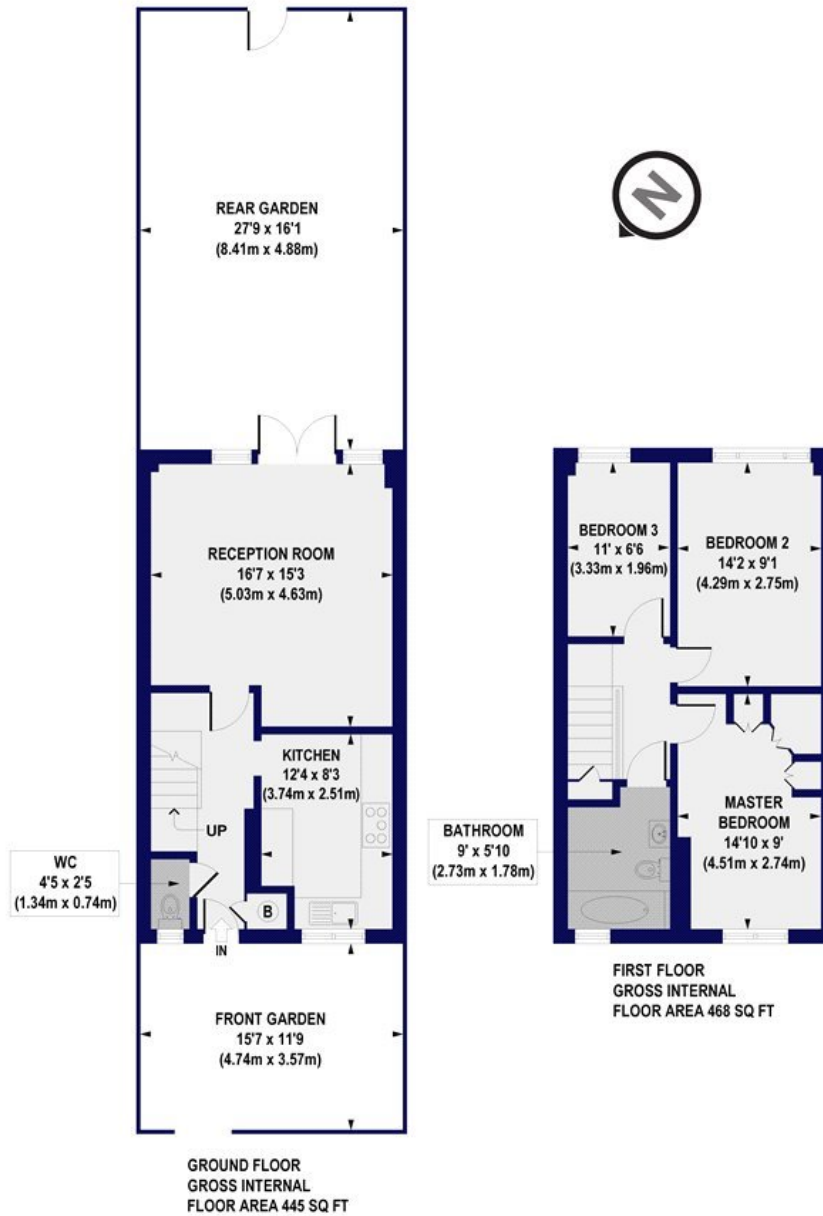 REAR GARDEN
27'9 x 16'1
(8.41m x 4.88m)
N
RECEPTION ROOM
16'7 x 15'3
(5.03m x 4.63m)
BEDROOM 3
11' x 6'6
(3.33m x 1.96m)
BEDROOM 2
14'2 x 9'1
(4.29m x 2.75m)
KITCHEN
12'4 x 8'3
(3.74m x 2.51m)
UP
WC
4'5 x 2'5
(1.34m x 0.74m)
B
IN
MASTER
BEDROOM
14'10 x 9'
(4.51m x 2.74m)
BATHROOM
9' x 5'10
(2.73m x 1.78m)
FRONT GARDEN
15'7 x 11'9
(4.74m x 3.57m)
FIRST FLOOR
GROSS INTERNAL
FLOOR AREA 468 SQ FT
GROUND FLOOR
GROSS INTERNAL
FLOOR AREA 445 SQ FT